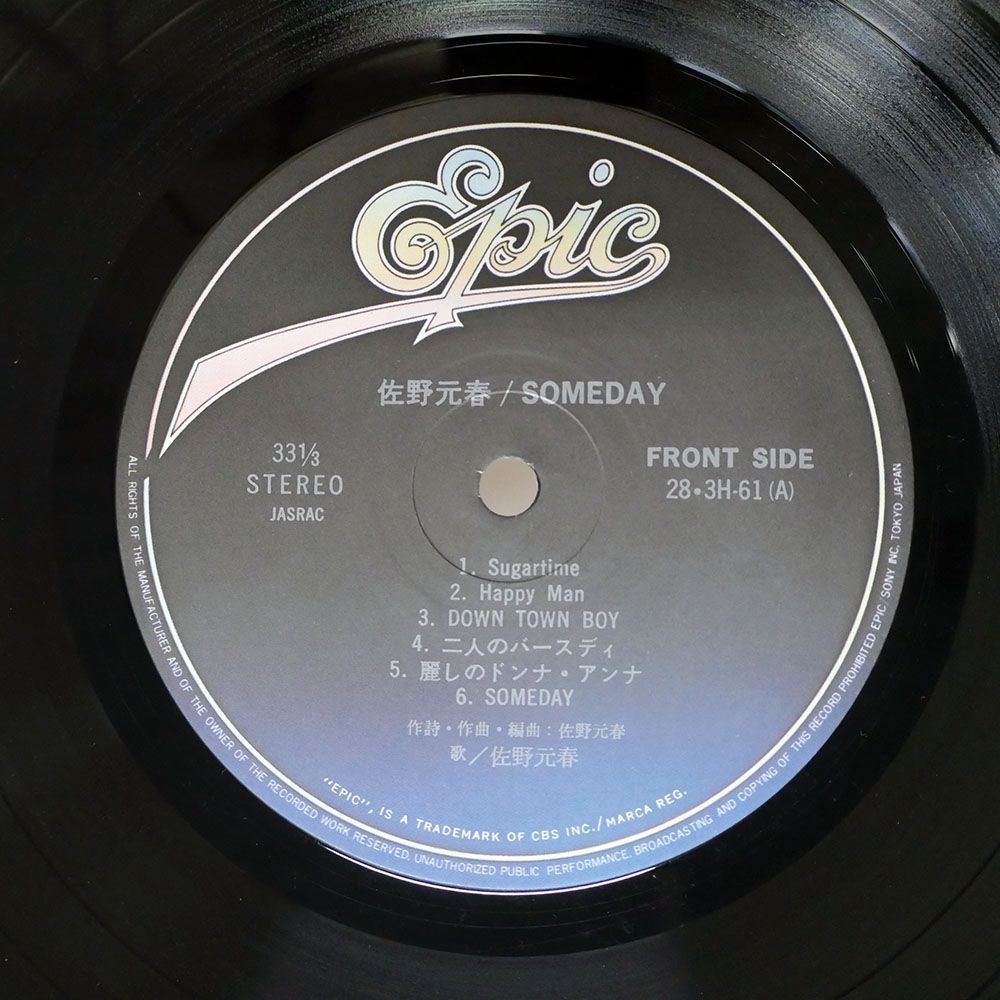 Epic
佐野元春 / SOMEDAY
33 1/3
STEREO
JASRAC
FRONT SIDE
28・3H-61 (A)
1. Sugartime
2. Happy Man
3. DOWN TOWN BOY
4. 二人のバースディ
5. 麗しのドンナ・アンナ
6. SOMEDAY
作詩・作曲・編曲: 佐野元春
歌／佐野元春
"EPIC", IS A TRADEMARK OF CBS INC./MARCA REG.
ALL RIGHTS OF THE MANUFACTURER AND OF THE OWNER OF THE RECORDED WORK RESERVED. UNAUTHORIZED PUBLIC PERFORMANCE, BROADCASTING AND COPYING OF THIS RECORD PROHIBITED EPIC/SONY INC. TOKYO JAPAN